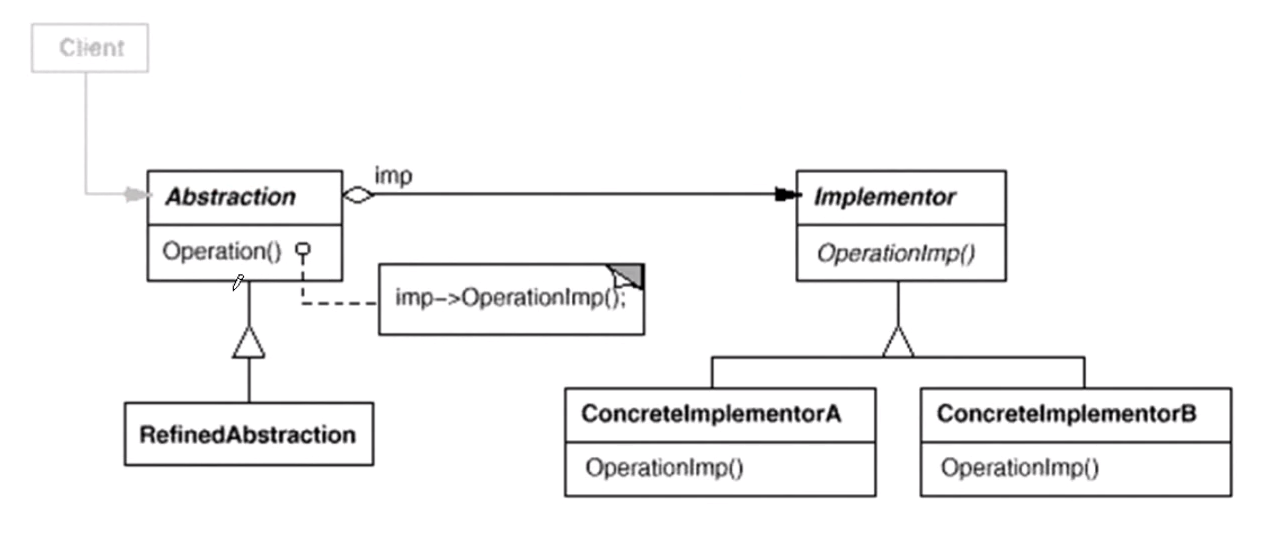 Client
imp
Abstraction
Implementor
Operation()
OperationImp()
imp->OperationImp();
RefinedAbstraction
ConcreteImplementorA
ConcreteImplementorB
OperationImp()
OperationImp()